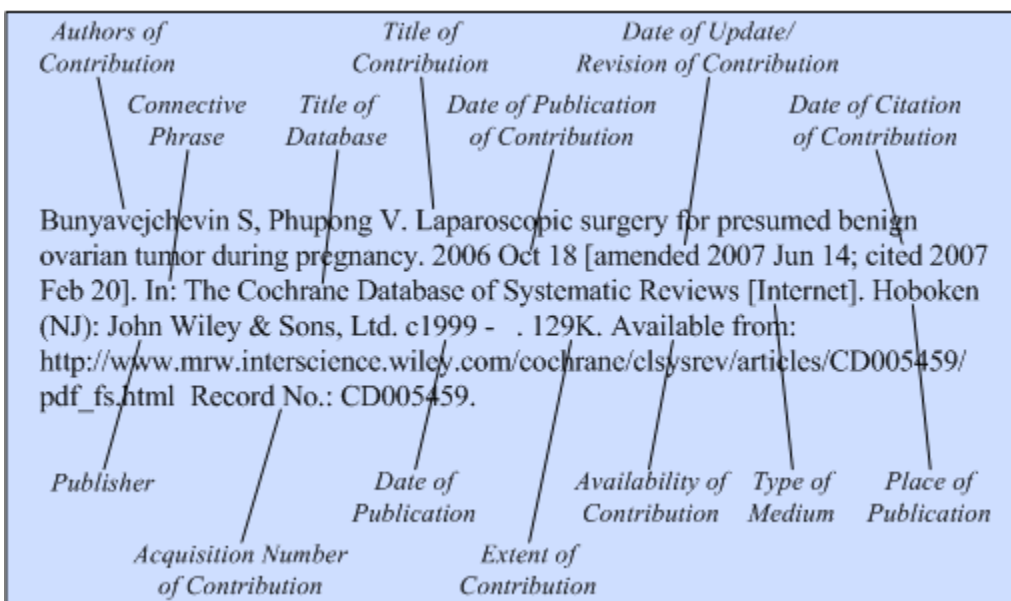 Authors of Contribution
Title of Contribution
Date of Update/ Revision of Contribution
Connective Phrase
Title of Database
Date of Publication of Contribution
Date of Citation of Contribution
Bunyavejchevin S, Phupong V. Laparoscopic surgery for presumed benign
ovarian tumor during pregnancy. 2006 Oct 18 [amended 2007 Jun 14; cited 2007
Feb 20]. In: The Cochrane Database of Systematic Reviews [Internet]. Hoboken
(NJ): John Wiley & Sons, Ltd. c1999 -   . 129K. Available from:
http://www.mrw.interscience.wiley.com/cochrane/clsysrev/articles/CD005459/
pdf_fs.html  Record No.: CD005459.
Publisher
Date of Publication
Availability of Contribution
Type of Medium
Place of Publication
Acquisition Number of Contribution
Extent of Contribution